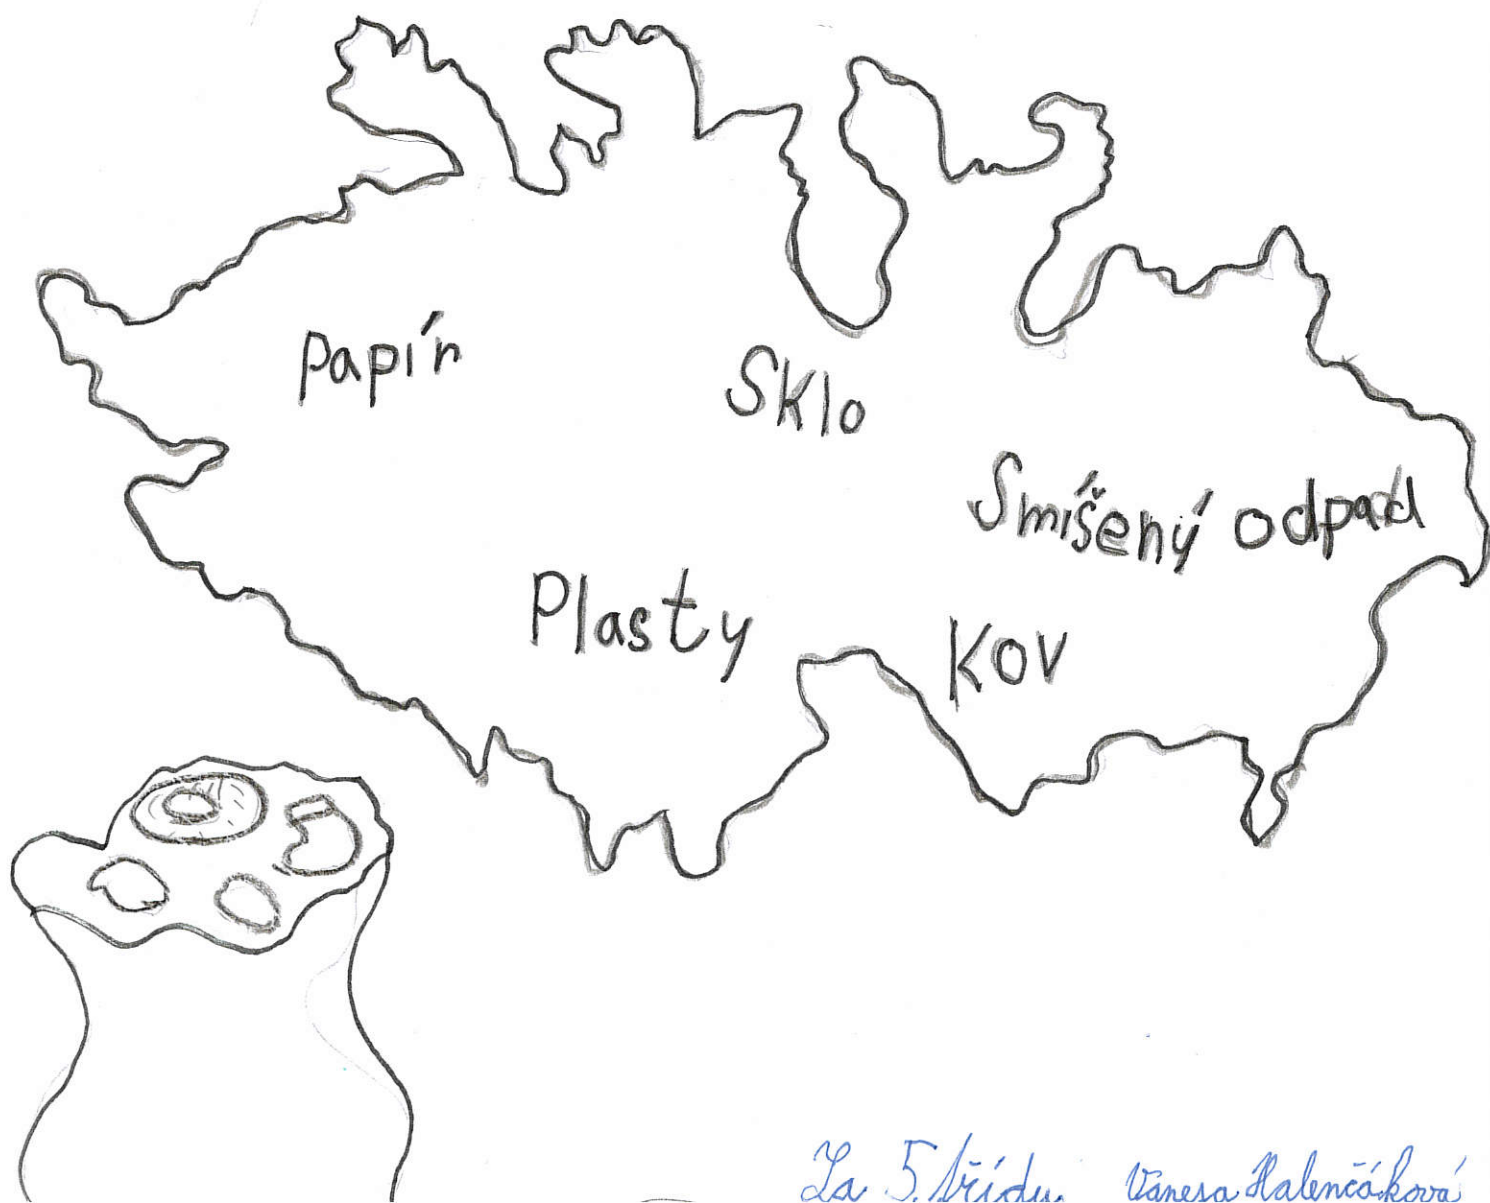 Papír
Sklo
Smíšený odpad
Plasty
Kov
Za 5. třídu Vanesa Halenčáková